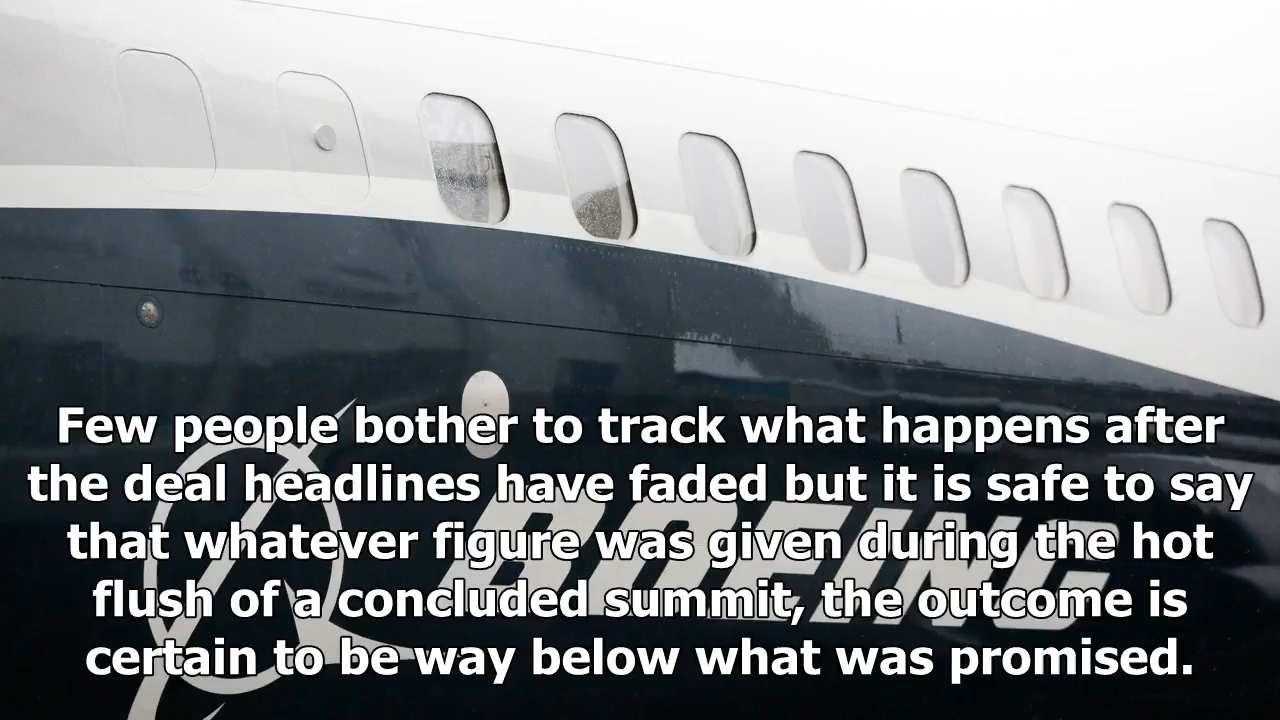 Few people bother to track what happens after
the deal headlines have faded but it is safe to say
that whatever figure was given during the hot
flush of a concluded summit, the outcome is
certain to be way below what was promised.
BOEING